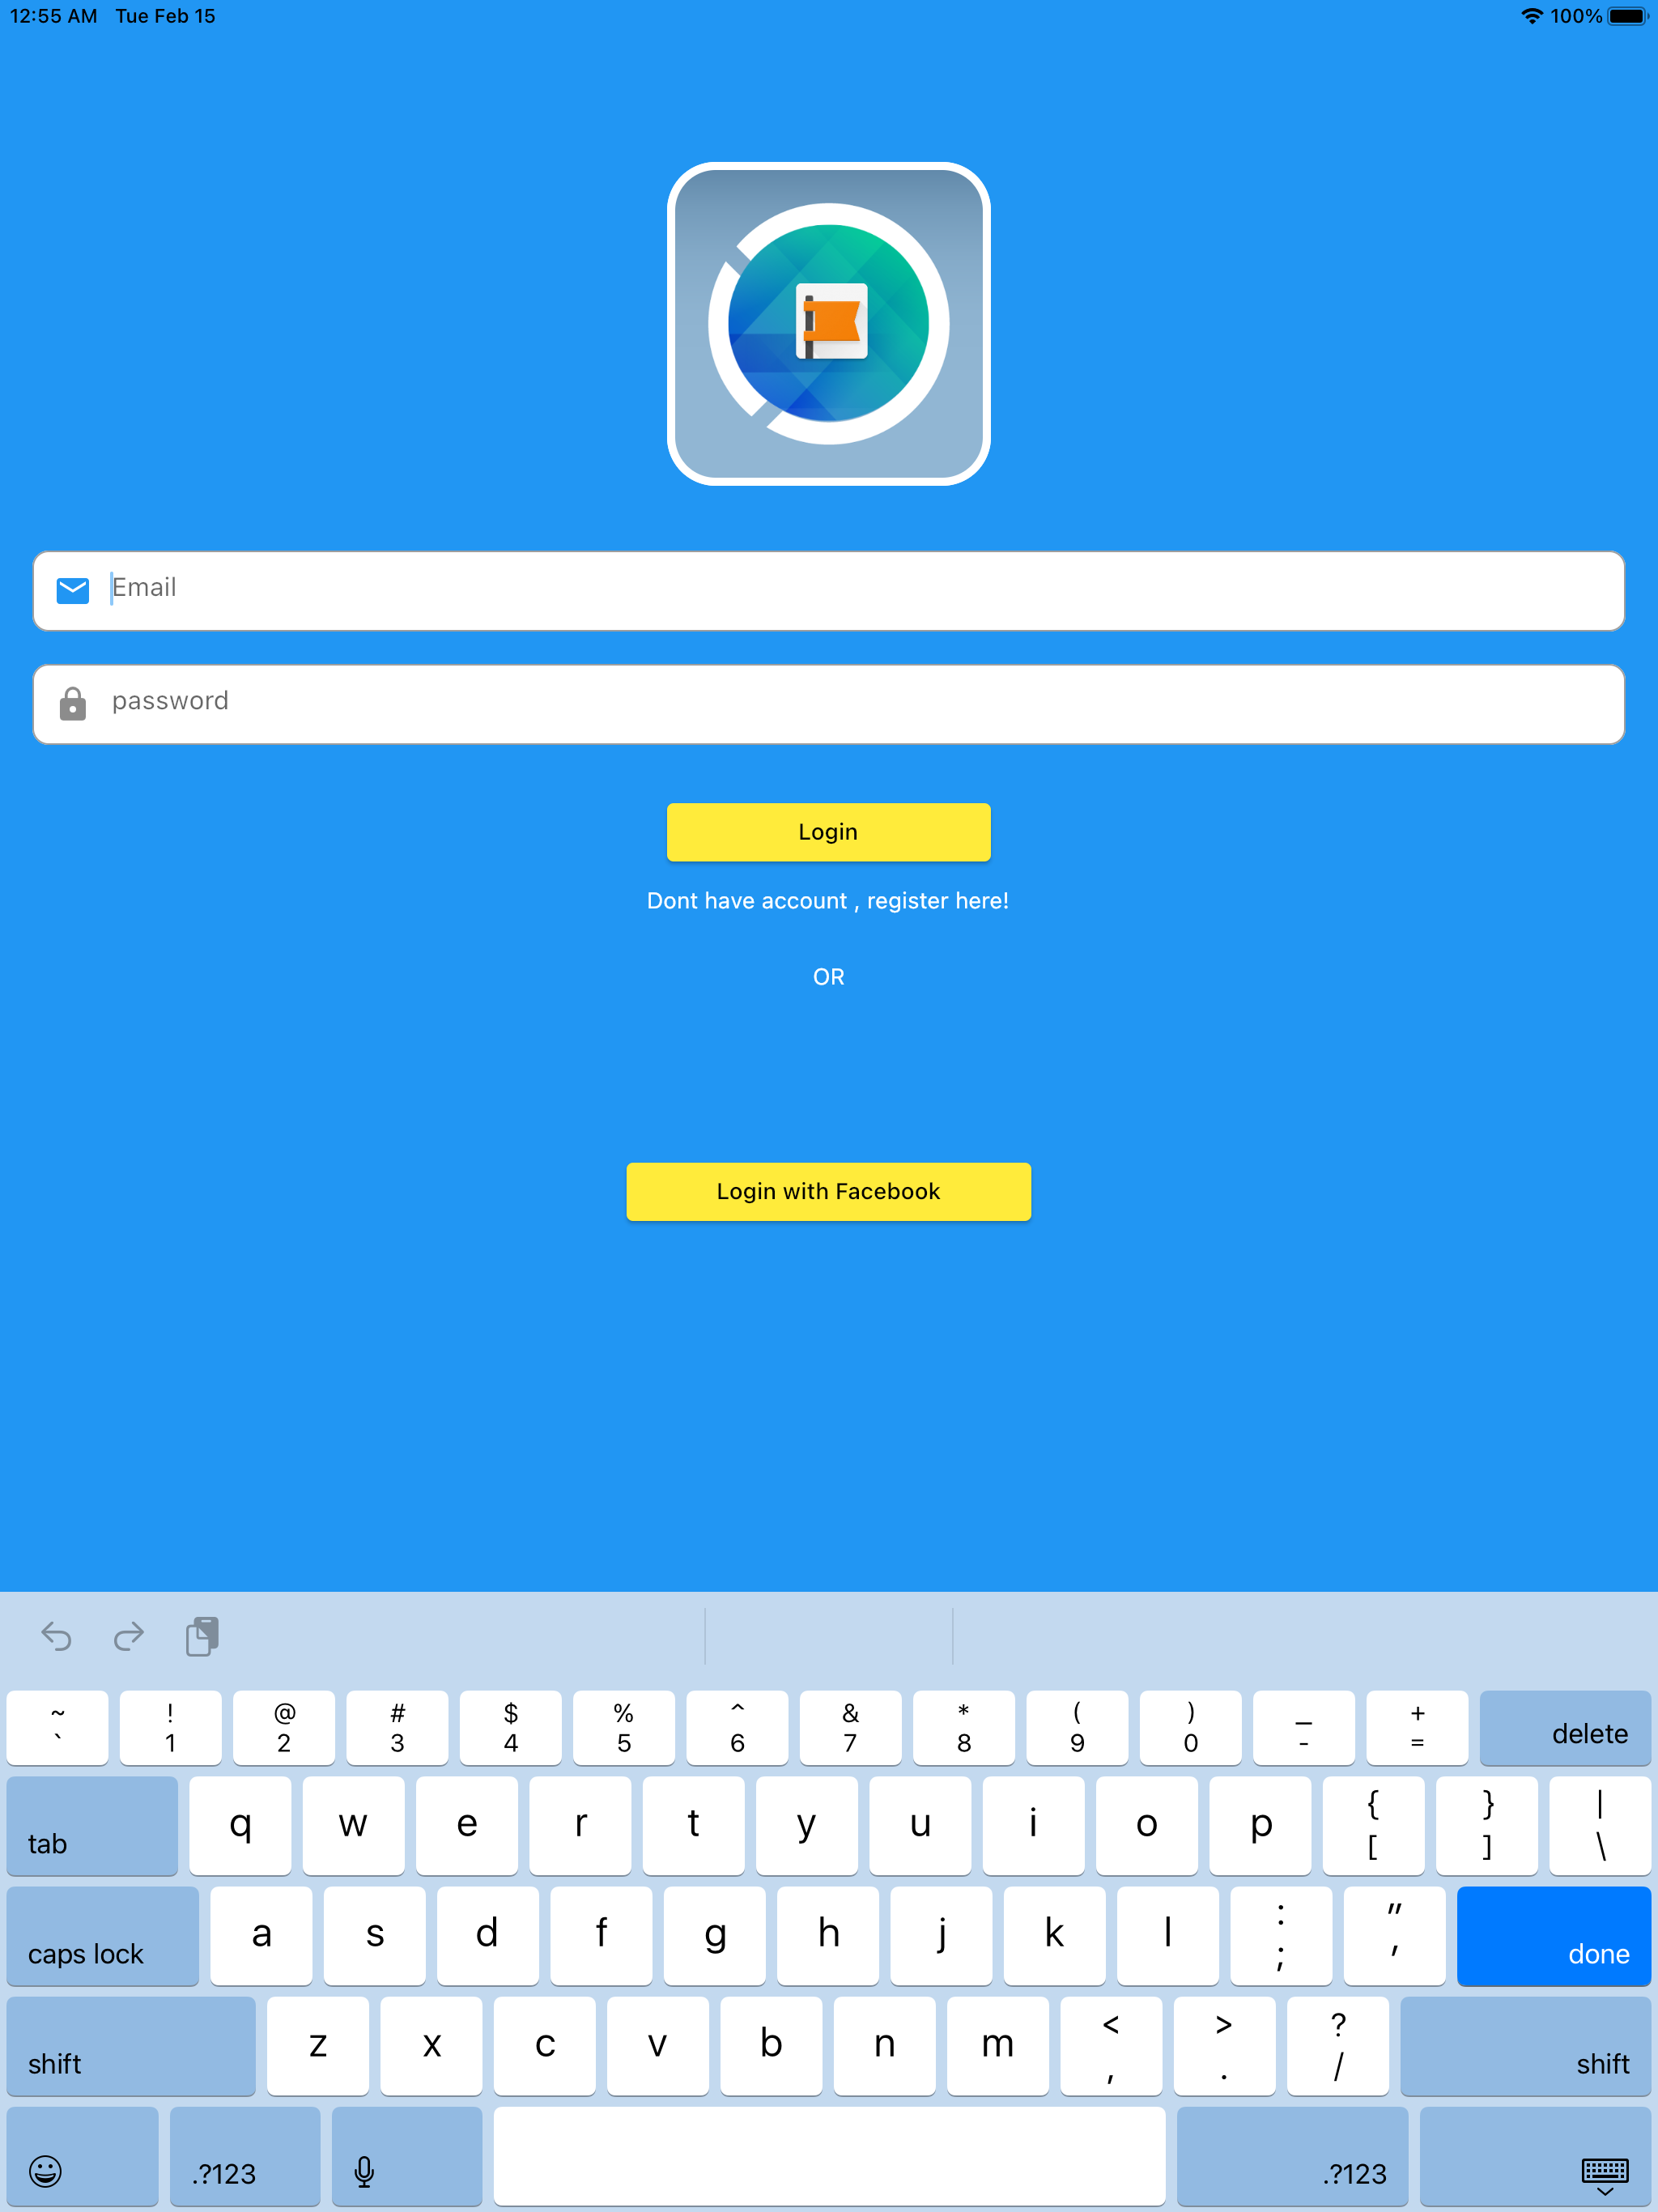 12:55 AM Tue Feb 15 100%
Email
password
Login
Dont have account , register here!
OR
Login with Facebook
~ ! @ # $ % ^ & * ( ) _ +
` 1 2 3 4 5 6 7 8 9 0 - = delete
tab q w e r t y u i o p { [ } ] | \
caps lock a s d f g h j k l : ; " ' done
shift z x c v b n m < , > . ? / shift
.?123 .?123